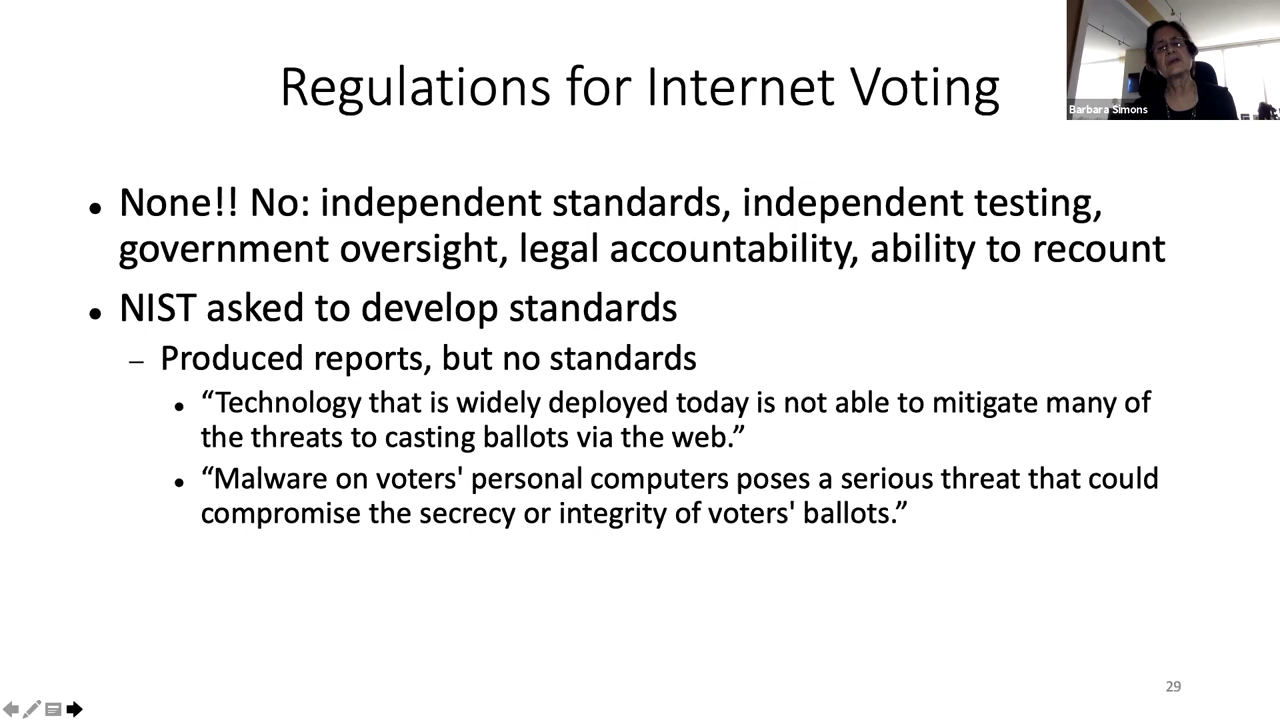 Regulations for Internet Voting
Barbara Simons
● None!! No: independent standards, independent testing,
government oversight, legal accountability, ability to recount
● NIST asked to develop standards
– Produced reports, but no standards
● “Technology that is widely deployed today is not able to mitigate many of
the threats to casting ballots via the web.”
● “Malware on voters' personal computers poses a serious threat that could
compromise the secrecy or integrity of voters' ballots.”
29